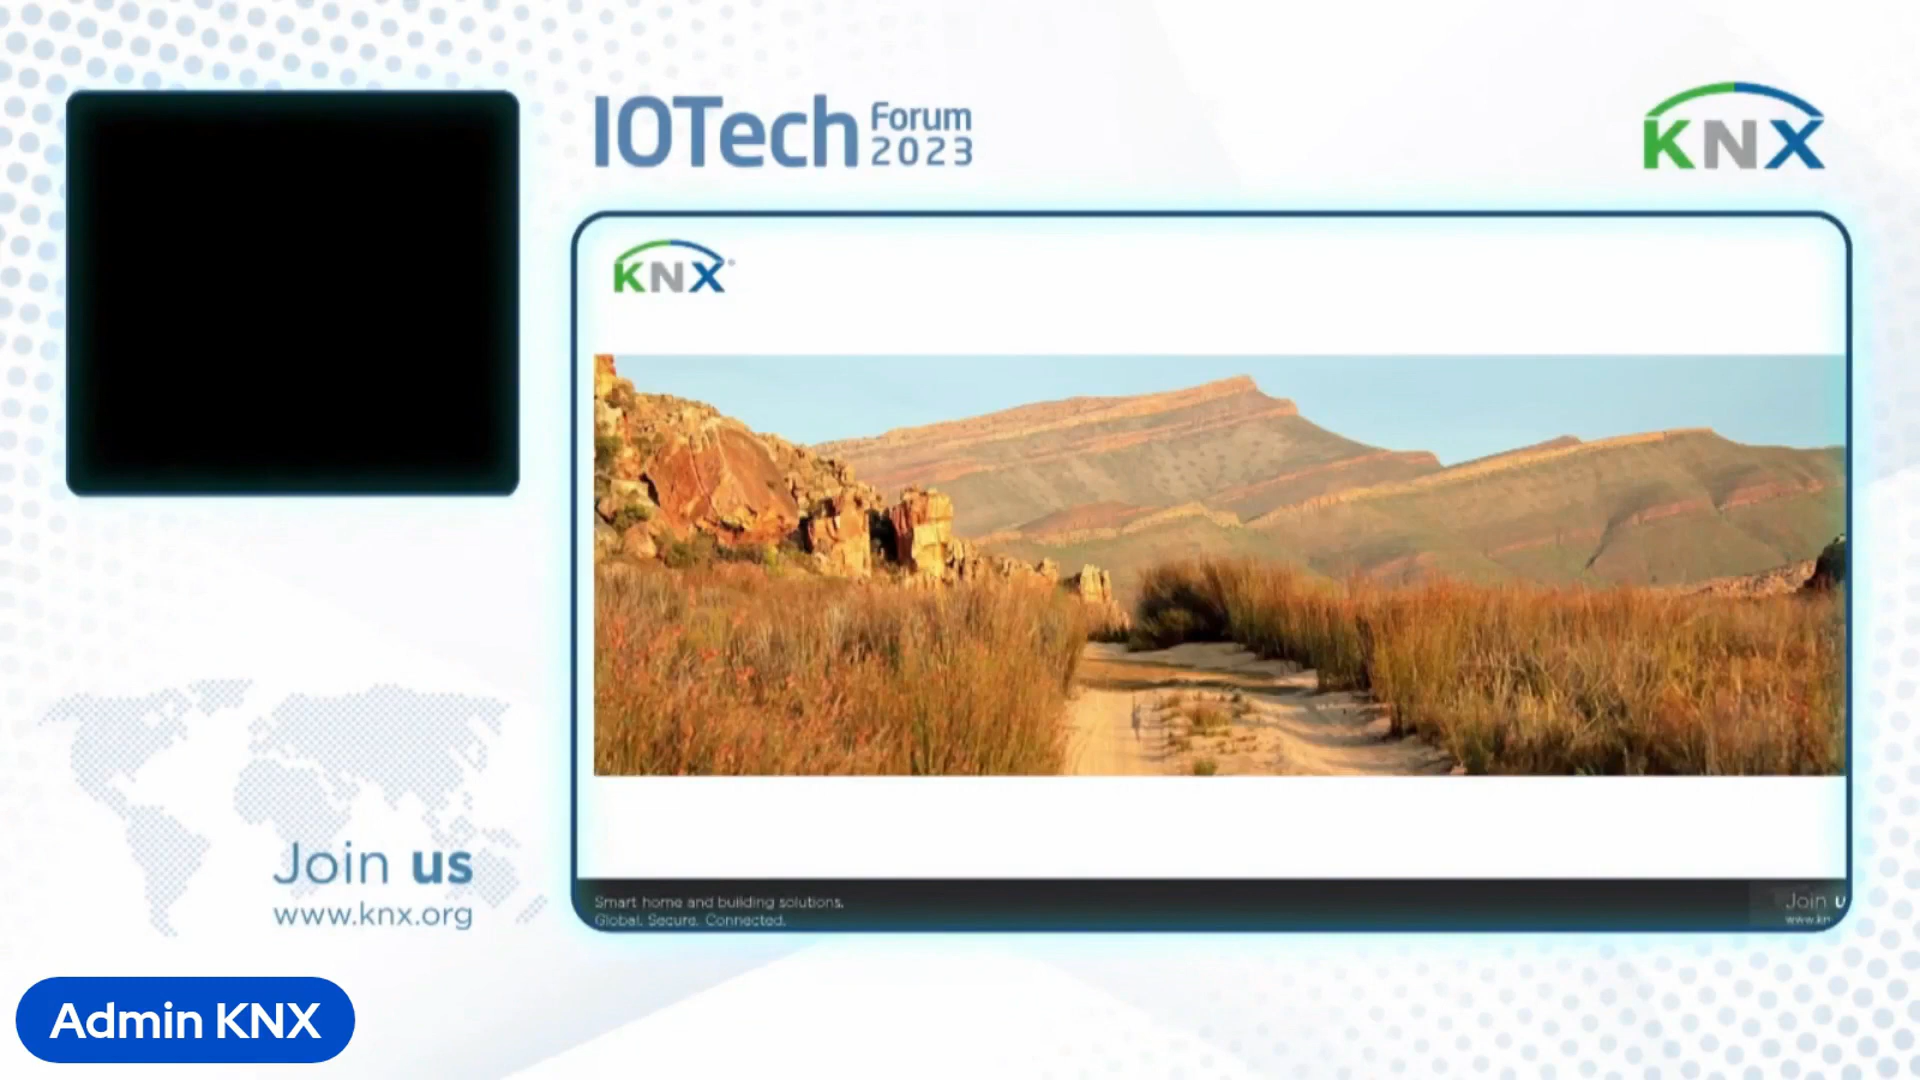 IOTech Forum 2023
KNX
KNX
Smart home and building solutions.
Global. Secure. Connected.
Join us
www.knx.org
Admin KNX